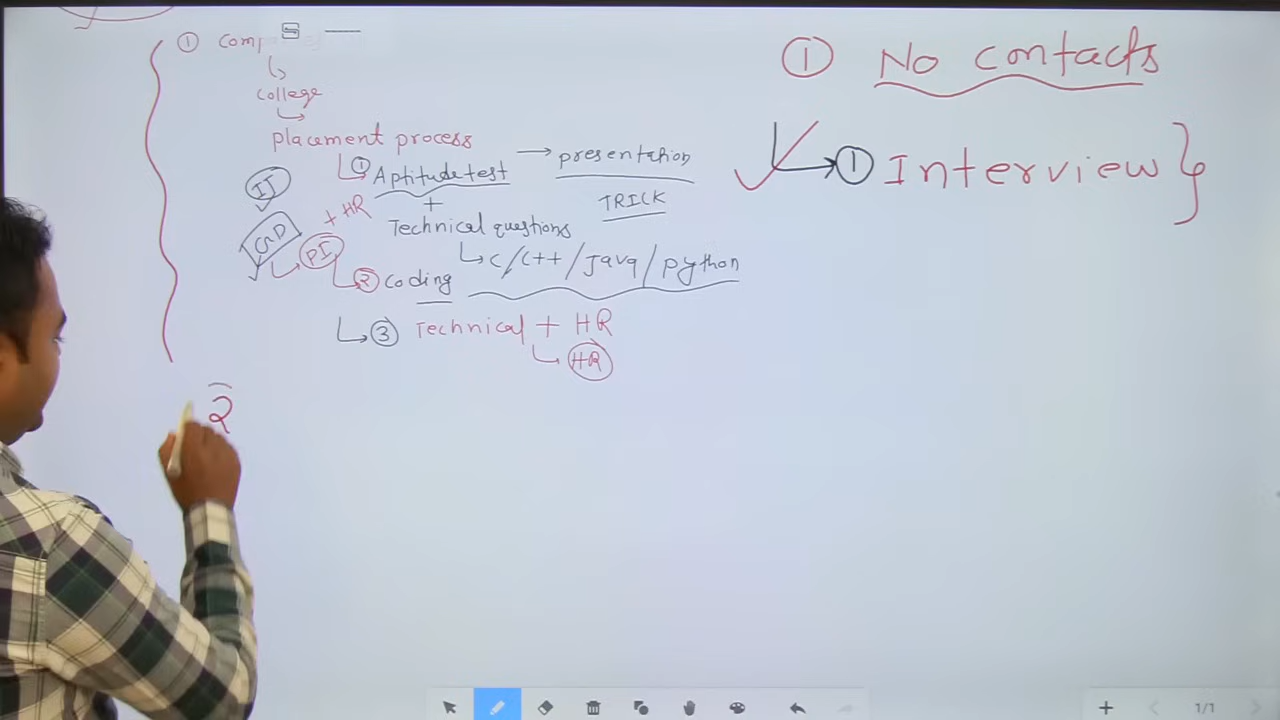 ① No contacts
① College
placement process
① Aptitude test → presentation
IT
+ HR
+
TRICK
GD
Technical questions
PI
C/C++/Java/python
② coding
③ Technical + HR
HR
① Interview
2
1/1